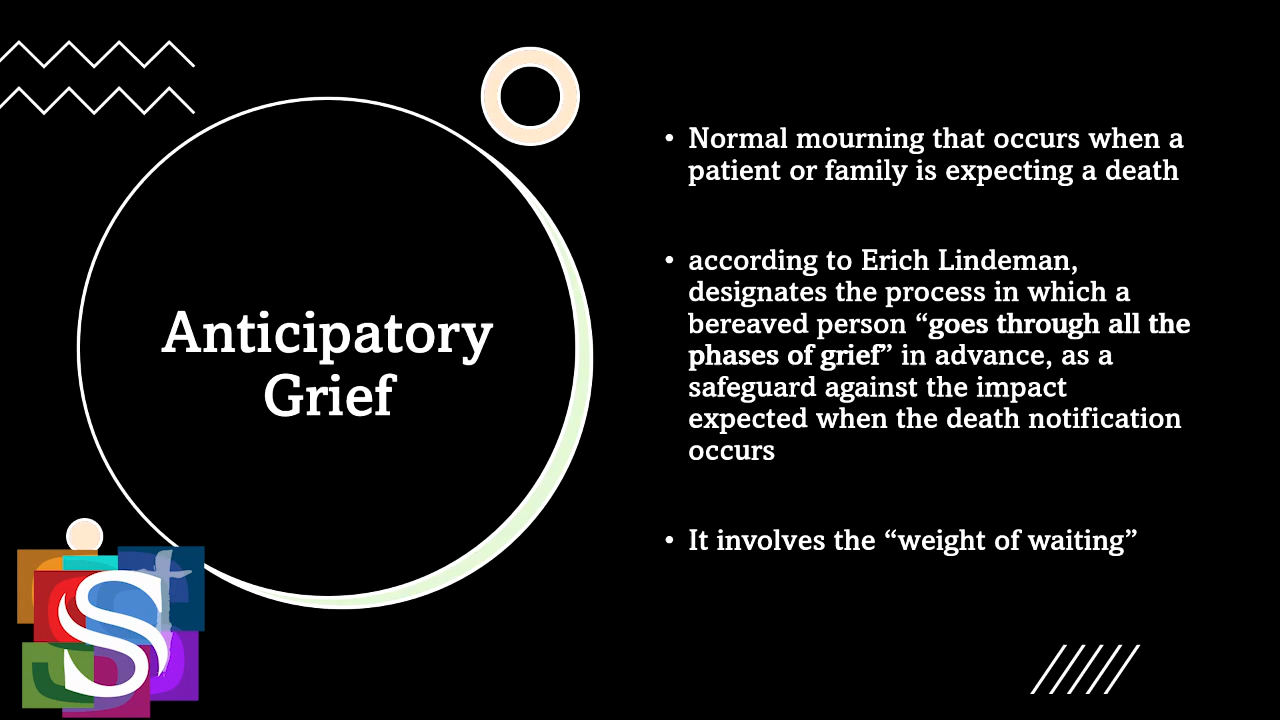 Anticipatory
Grief
• Normal mourning that occurs when a
patient or family is expecting a death
• according to Erich Lindeman,
designates the process in which a
bereaved person “goes through all the
phases of grief” in advance, as a
safeguard against the impact
expected when the death notification
occurs
• It involves the “weight of waiting”
S